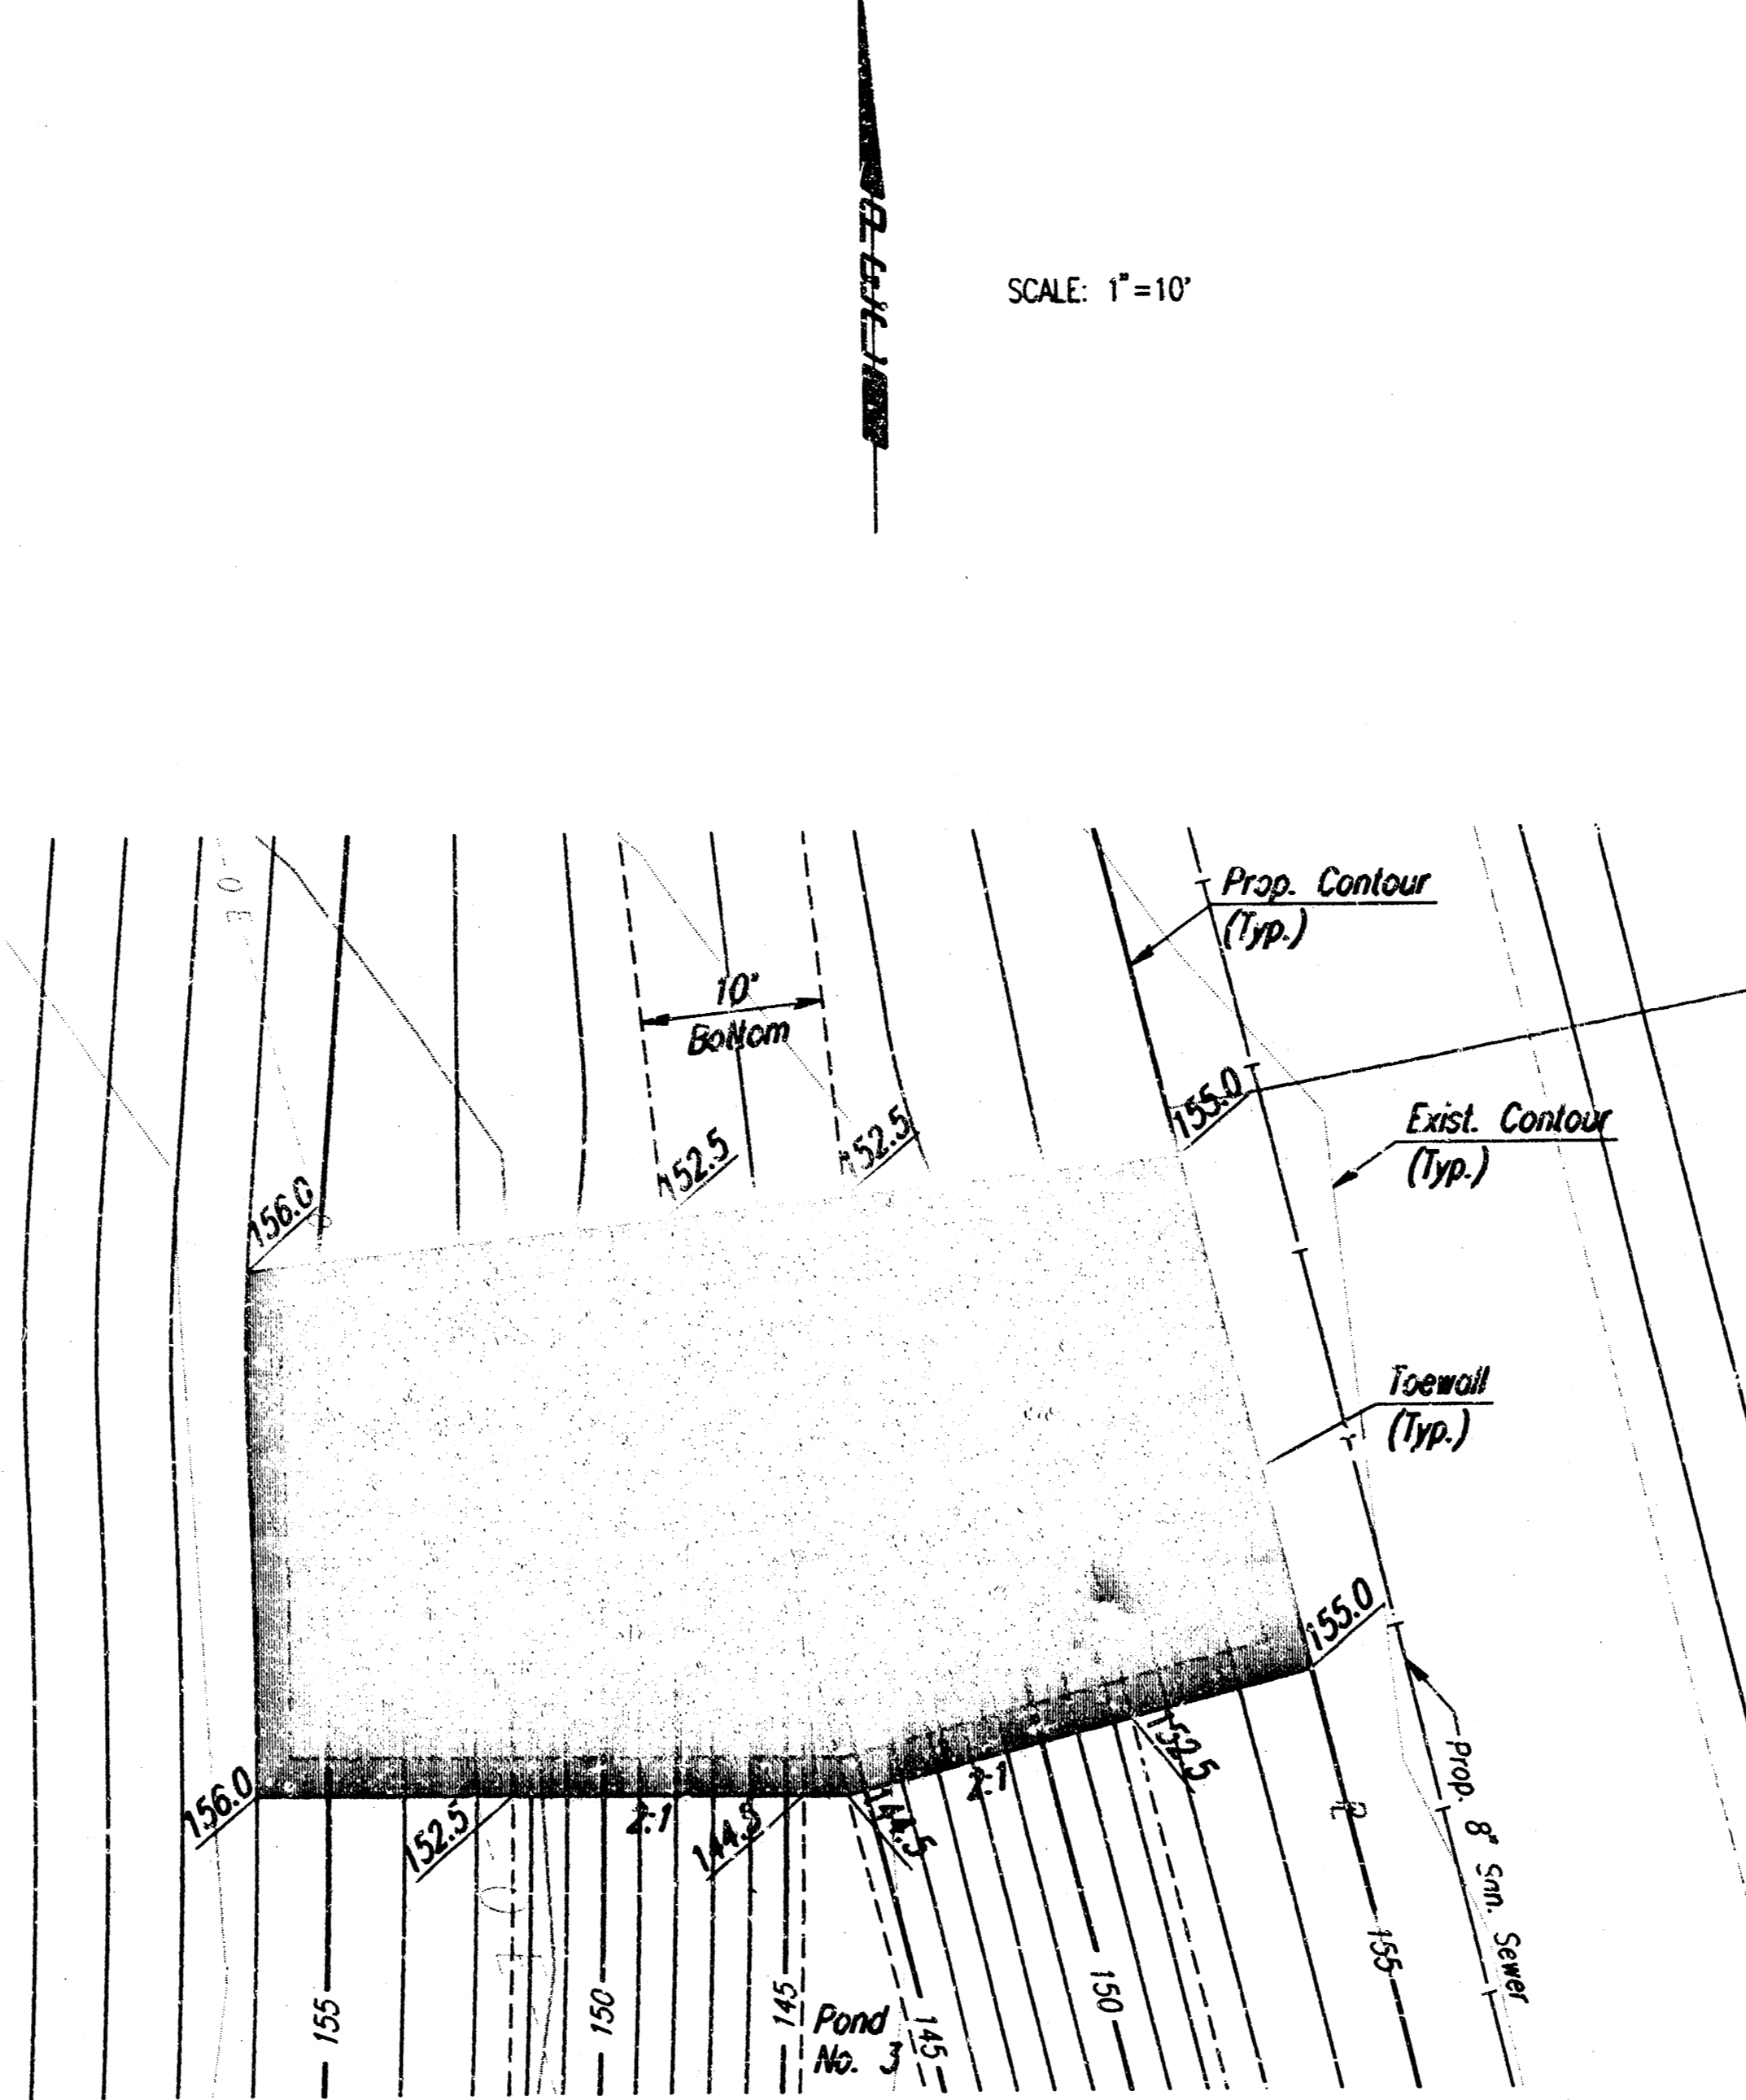 SCALE: 1"=10'
O E
Prop. Contour
(Typ.)
10'
Bottom
155.0
152.5
152.5
Exist. Contour
(Typ.)
156.0
Toewall
(Typ.)
155.0
156.0
152.5
2:1
144.5
144.5
2:1
152.5
Prop. 8" San. Sewer
155
150
145
Pond
No. 3
145
150
155